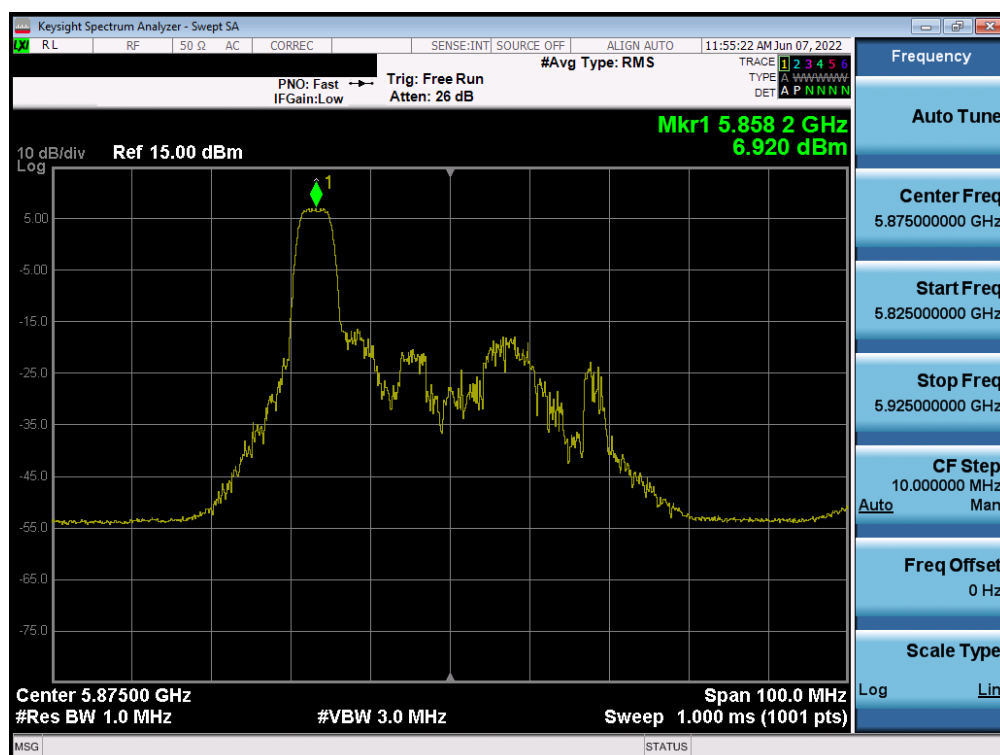 Keysight Spectrum Analyzer - Swept SA
LXI RL RF 50 Ω AC CORREC SENSE:INT SOURCE OFF ALIGN AUTO 11:55:22 AM Jun 07, 2022
PNO: Fast
IFGain:Low
Trig: Free Run
Atten: 26 dB
#Avg Type: RMS
TRACE 1 2 3 4 5 6
TYPE A WWWWW
DET A P N N N N
Mkr1 5.858 2 GHz
6.920 dBm
10 dB/div Ref 15.00 dBm
Log
1
5.00
-5.00
-15.0
-25.0
-35.0
-45.0
-55.0
-65.0
-75.0
Center 5.87500 GHz Span 100.0 MHz
#Res BW 1.0 MHz #VBW 3.0 MHz Sweep 1.000 ms (1001 pts)
MSG STATUS
Frequency
Auto Tune
Center Freq
5.875000000 GHz
Start Freq
5.825000000 GHz
Stop Freq
5.925000000 GHz
CF Step
10.000000 MHz
Auto Man
Freq Offset
0 Hz
Scale Type
Log Lin